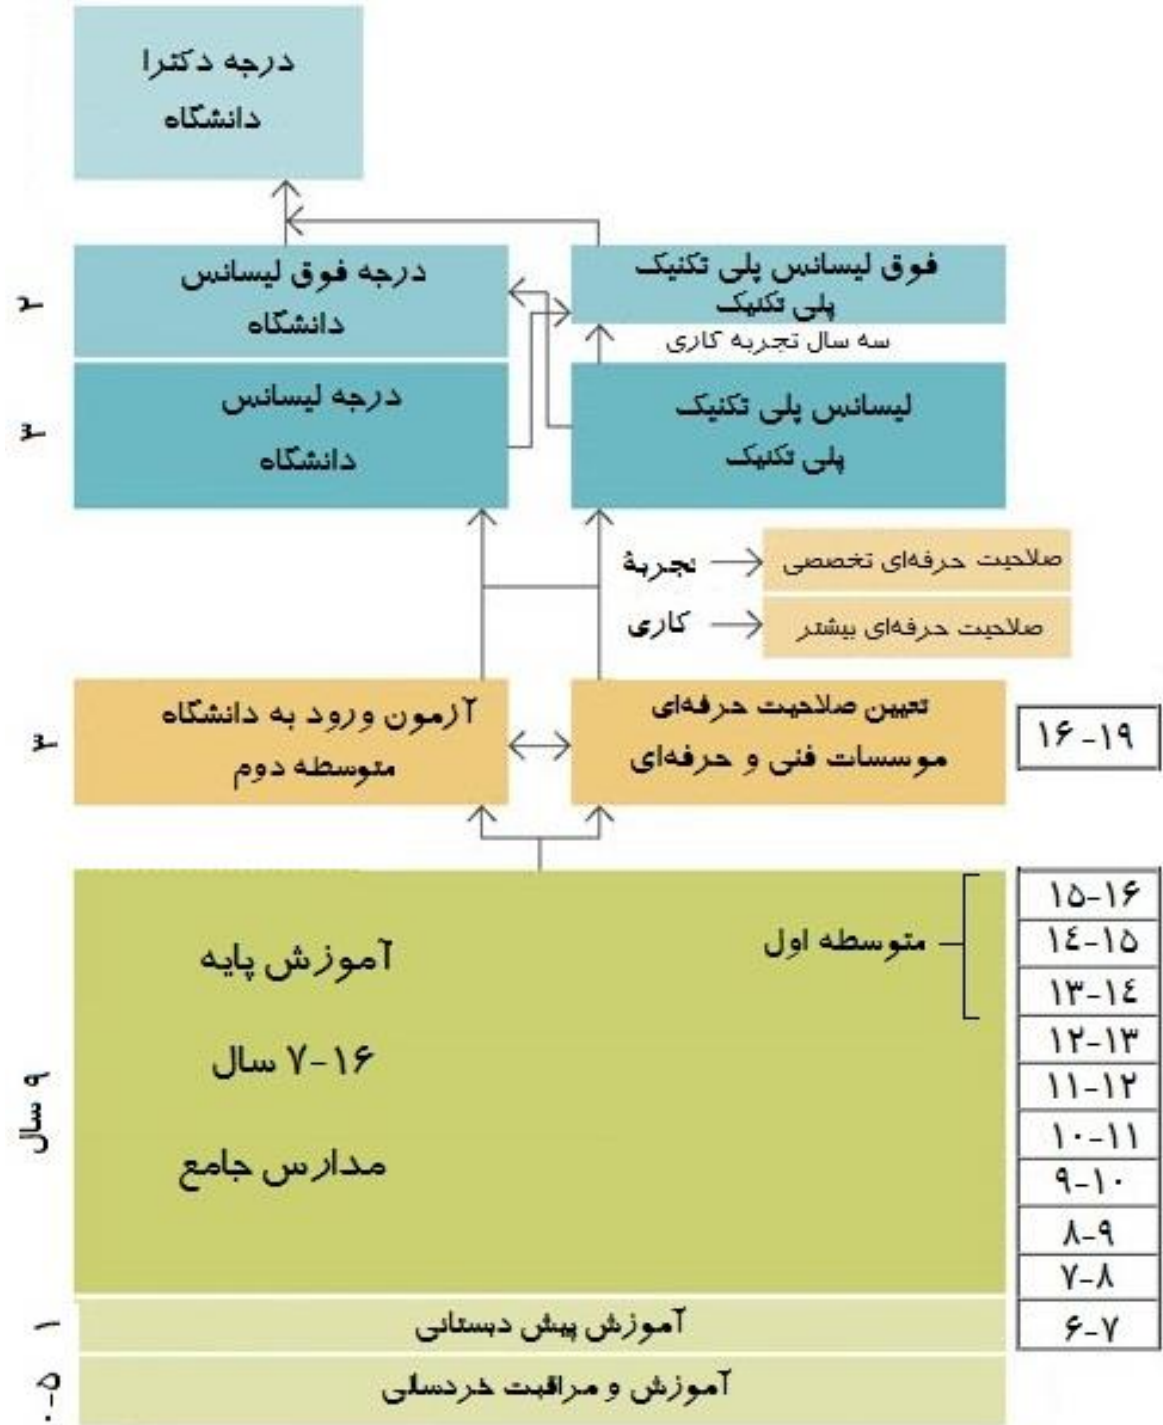 درجه دکترا
دانشگاه
فوق لیسانس پلی تکنیک
پلی تکنیک
درجه فوق لیسانس
دانشگاه
۲
سه سال تجربه کاری
لیسانس پلی تکنیک
پلی تکنیک
درجه لیسانس
دانشگاه
۳
صلاحیت حرفه‌ای تخصصی
تجربهٔ
صلاحیت حرفه‌ای بیشتر
کاری
۱۶-۱۹
تعیین صلاحیت حرفه‌ای
موسسات فنی و حرفه‌ای
آزمون ورود به دانشگاه
متوسطه دوم
۳
۱۵-۱۶
۱٤-۱۵
۱۳-۱٤
۱۲-۱۳
۱۱-۱۲
۱۰-۱۱
۹-۱۰
۸-۹
۷-۸
۶-۷
متوسطه اول
آموزش پایه
۷-۱۶ سال
مدارس جامع
۹ سال
آموزش پیش دبستانی
۱
آموزش و مراقبت خردسالی
۰-۵